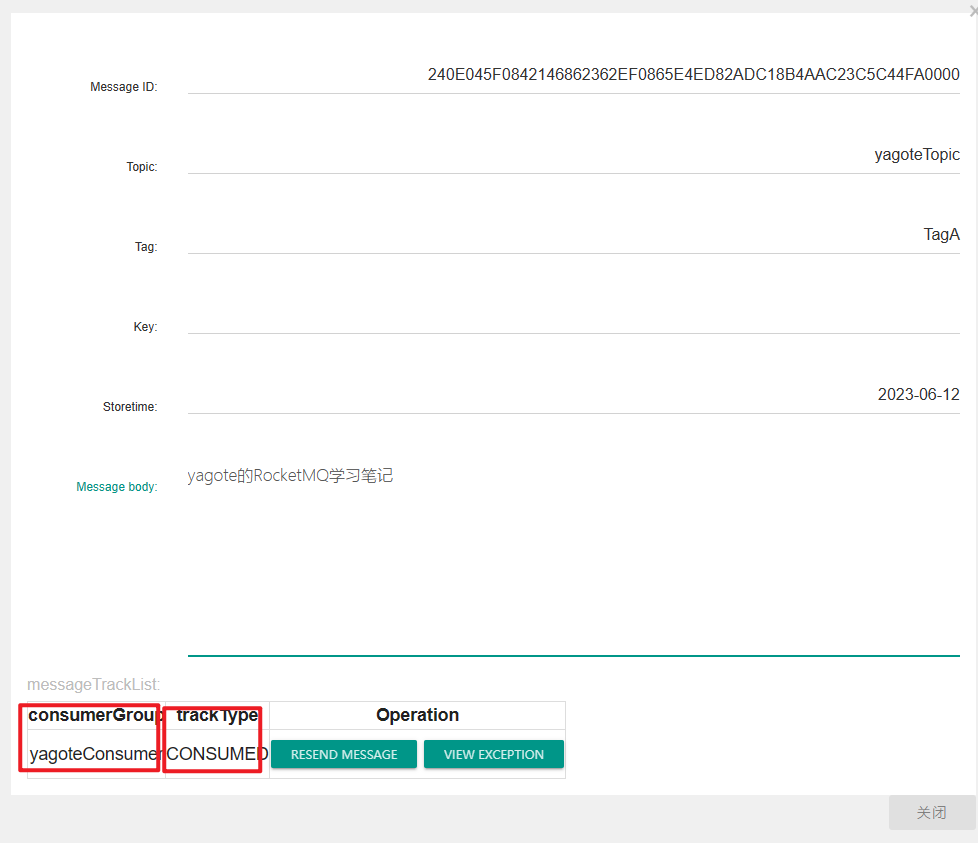 Message ID:
240E045F0842146862362EF0865E4ED82ADC18B4AAC23C5C44FA0000
Topic:
yagoteTopic
Tag:
TagA
Key:
Storetime:
2023-06-12
Message body:
yagote的RocketMQ学习笔记
messageTrackList:
consumerGroup trackType Operation
yagoteConsumer CONSUMED RESEND MESSAGE VIEW EXCEPTION
关闭